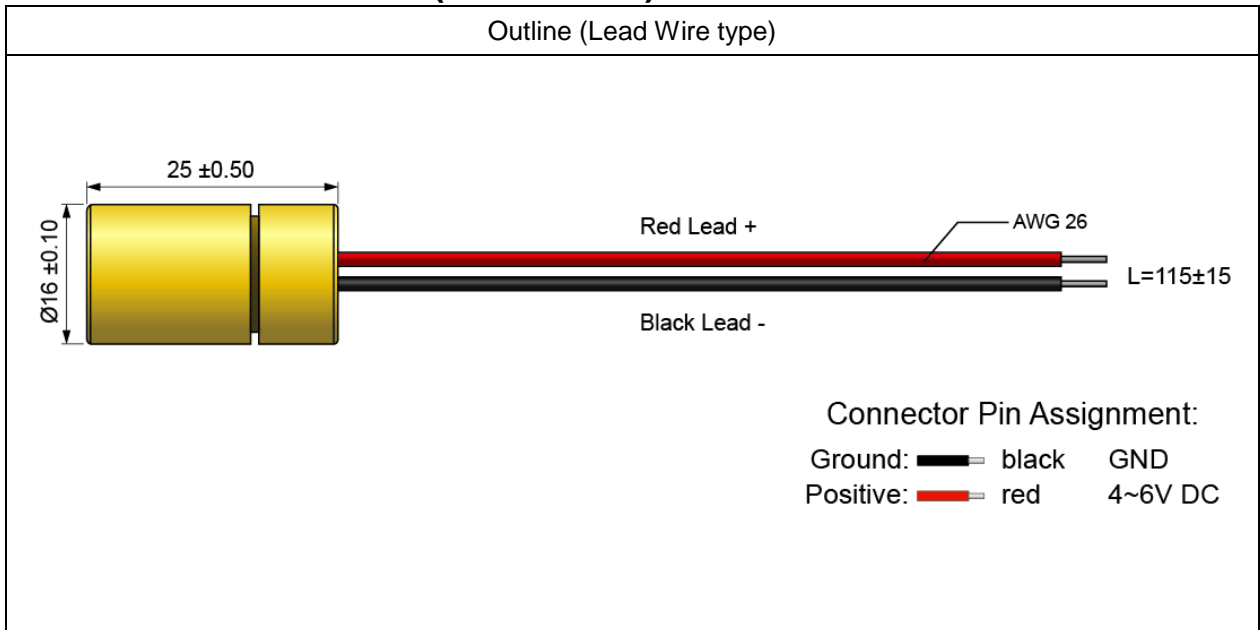 Outline (Lead Wire type)
25 ±0.50
Ø16 ±0.10
Red Lead +
AWG 26
L=115±15
Black Lead -
Connector Pin Assignment:
Ground: black GND
Positive: red 4~6V DC